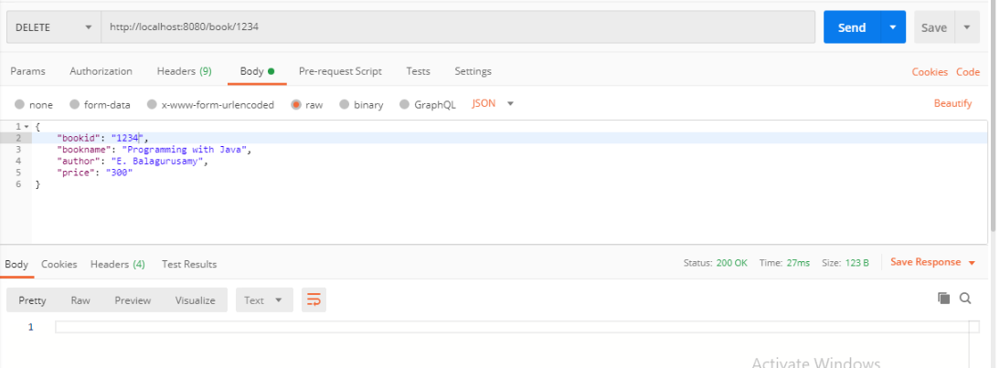 DELETE http://localhost:8080/book/1234 Send Save
Params Authorization Headers (9) Body Pre-request Script Tests Settings Cookies Code
none form-data x-www-form-urlencoded raw binary GraphQL JSON Beautify
1 {
2 "bookid": "1234",
3 "bookname": "Programming with Java",
4 "author": "E. Balagurusamy",
5 "price": "300"
6 }
Body Cookies Headers (4) Test Results Status: 200 OK Time: 27ms Size: 123 B Save Response
Pretty Raw Preview Visualize Text
1
Activate Windows